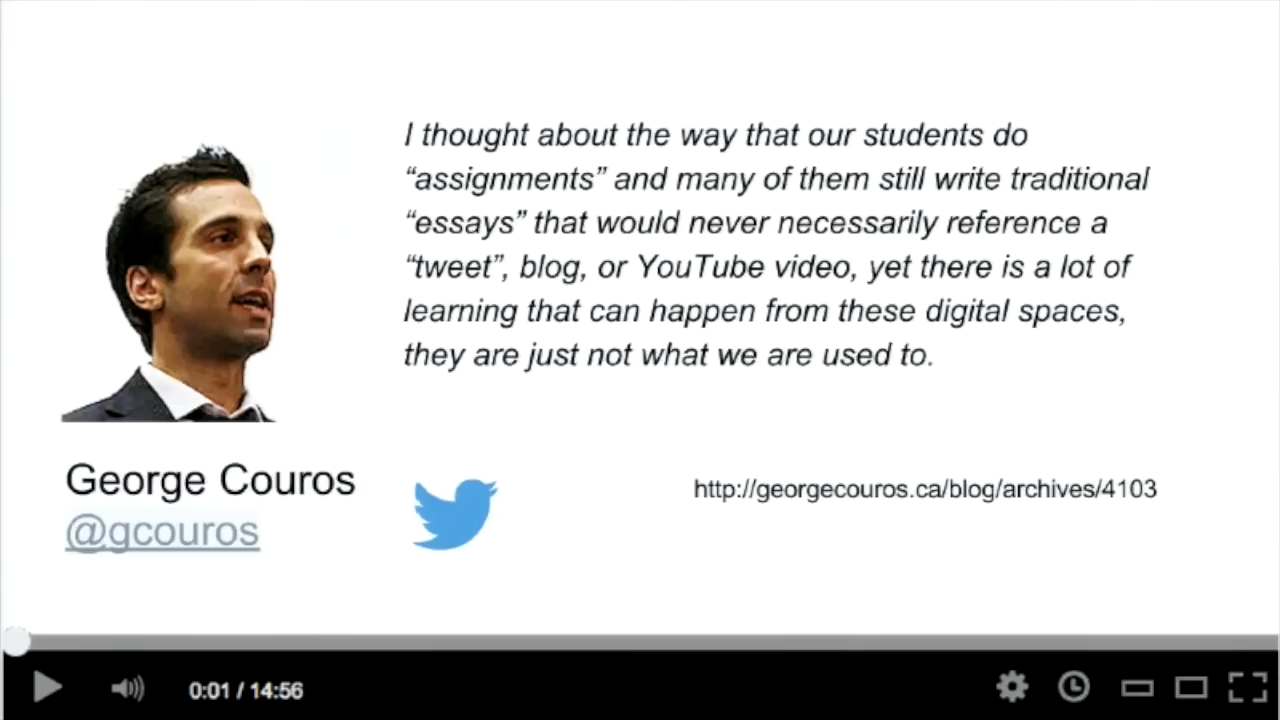 I thought about the way that our students do
“assignments” and many of them still write traditional
“essays” that would never necessarily reference a
“tweet”, blog, or YouTube video, yet there is a lot of
learning that can happen from these digital spaces,
they are just not what we are used to.
George Couros
@gcouros
http://georgecouros.ca/blog/archives/4103
0:01 / 14:56